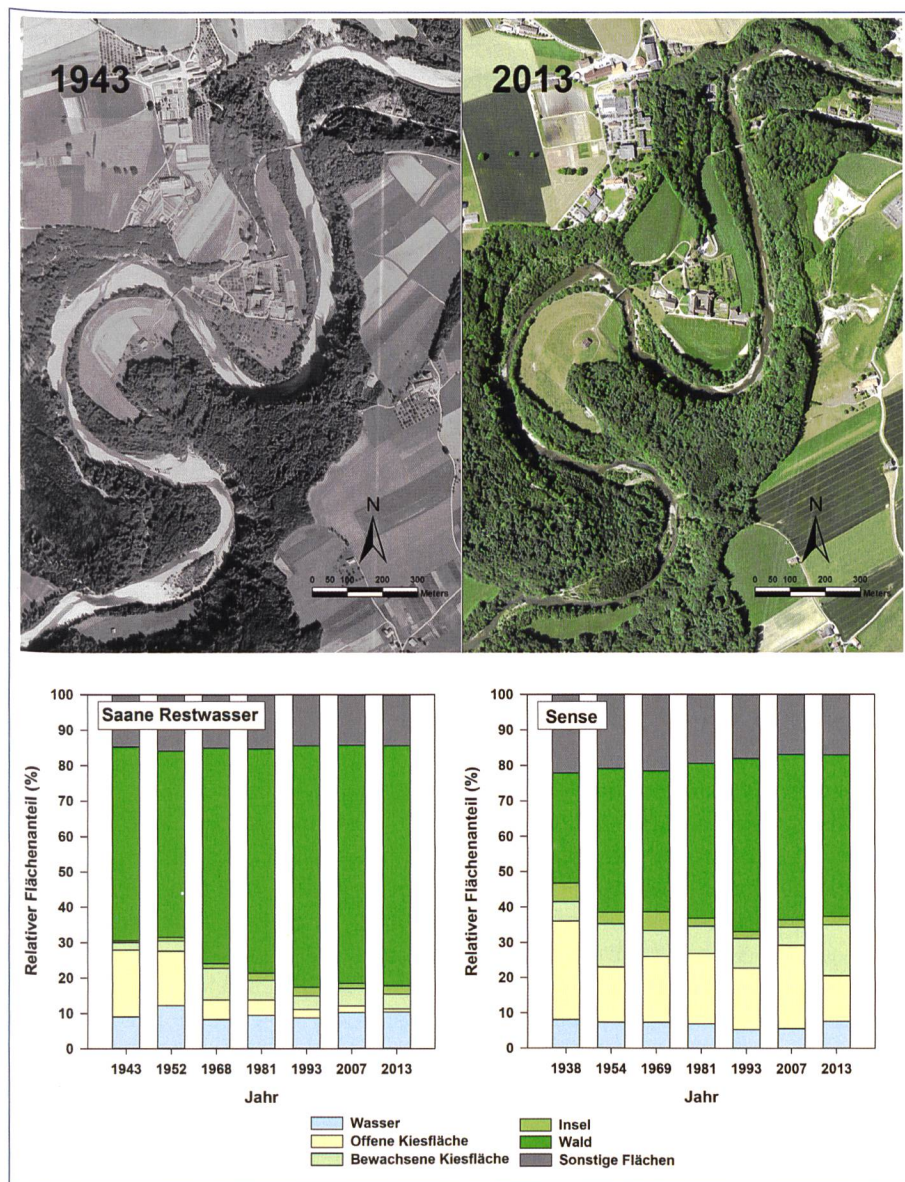 1943
2013
N
N
0 50 100 200 300
Meters
0 50 100 200 300
Meters
Saane Restwasser
Relativer Flächenanteil (%)
100
90
80
70
60
50
40
30
20
10
0
1943 1952 1968 1981 1993 2007 2013
Jahr
Sense
Relativer Flächenanteil (%)
100
90
80
70
60
50
40
30
20
10
0
1938 1954 1969 1981 1993 2007 2013
Jahr
Wasser
Offene Kiesfläche
Bewachsene Kiesfläche
Insel
Wald
Sonstige Flächen